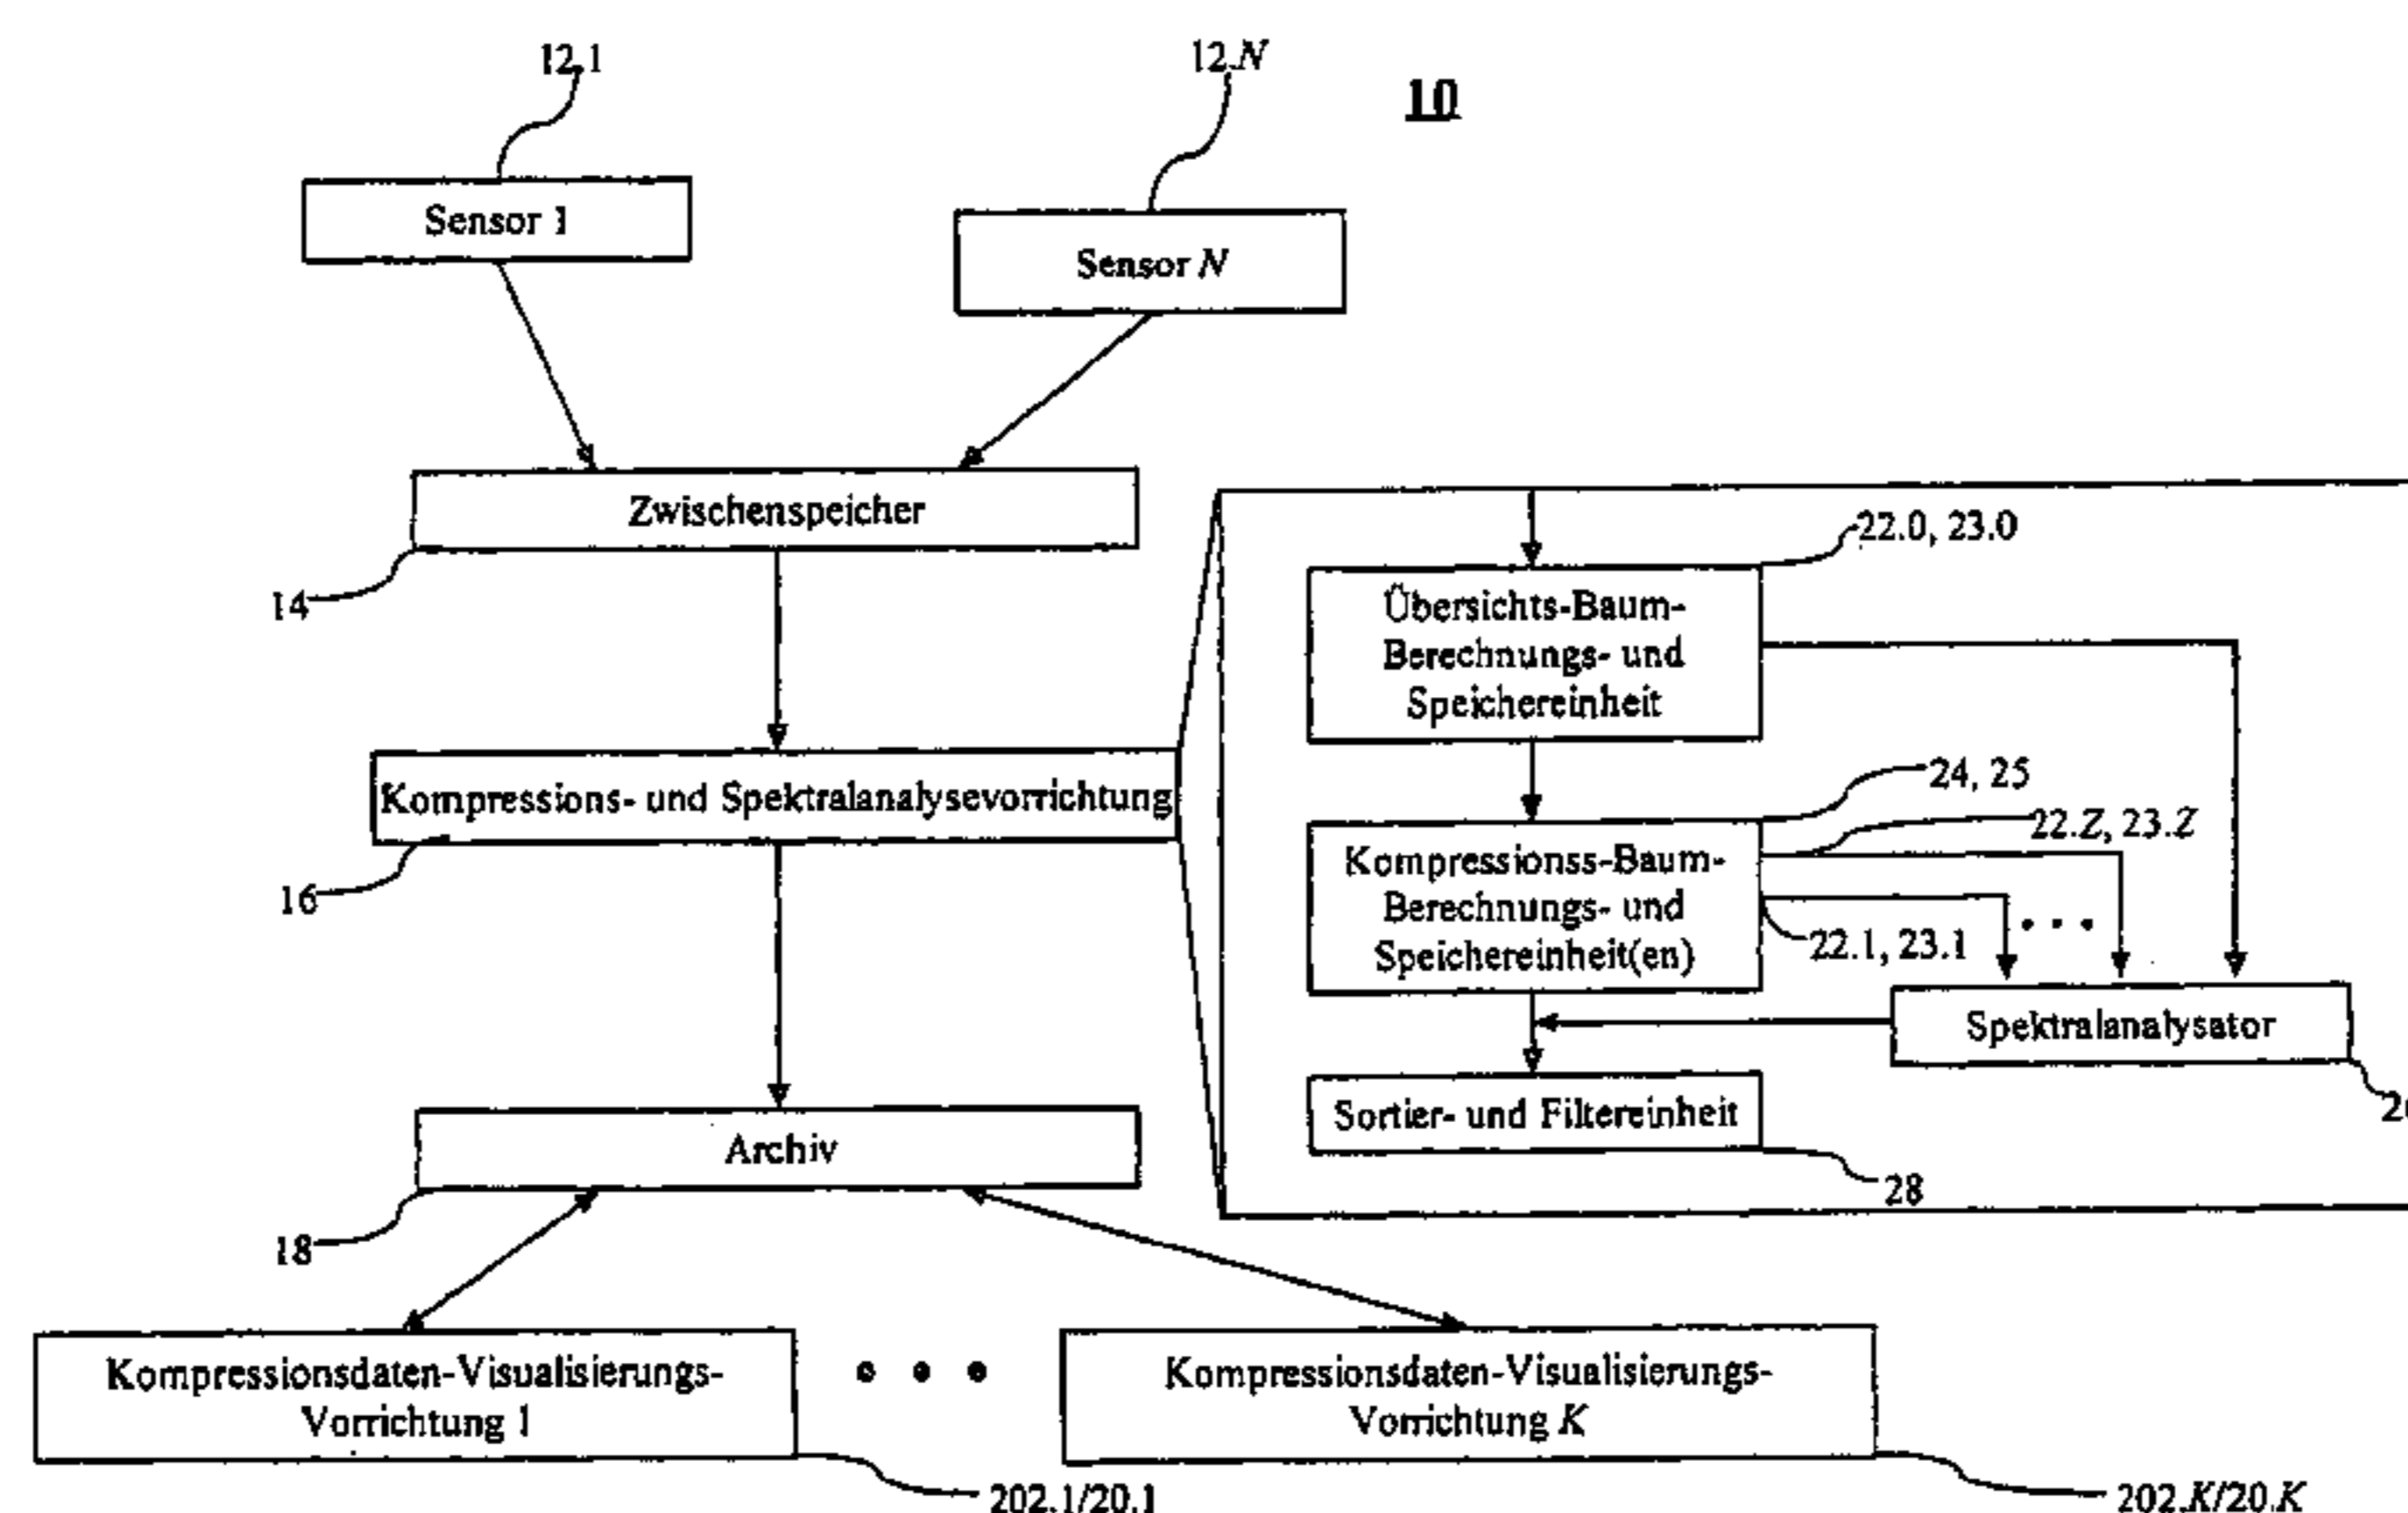 12.1
12.N
10
Sensor 1
Sensor N
Zwischenspeicher
14
22.0, 23.0
Übersichts-Baum-
Berechnungs- und
Speichereinheit
Kompressions- und Spektralanalysevorrichtung
16
24, 25
22.Z, 23.Z
Kompressionss-Baum-
Berechnungs- und
Speichereinheit(en)
22.1, 23.1
Spektralanalysator
Sortier- und Filtereinheit
28
Archiv
18
Kompressionsdaten-Visualisierungs-
Vorrichtung 1
Kompressionsdaten-Visualisierungs-
Vorrichtung K
202.1/20.1
202.K/20.K